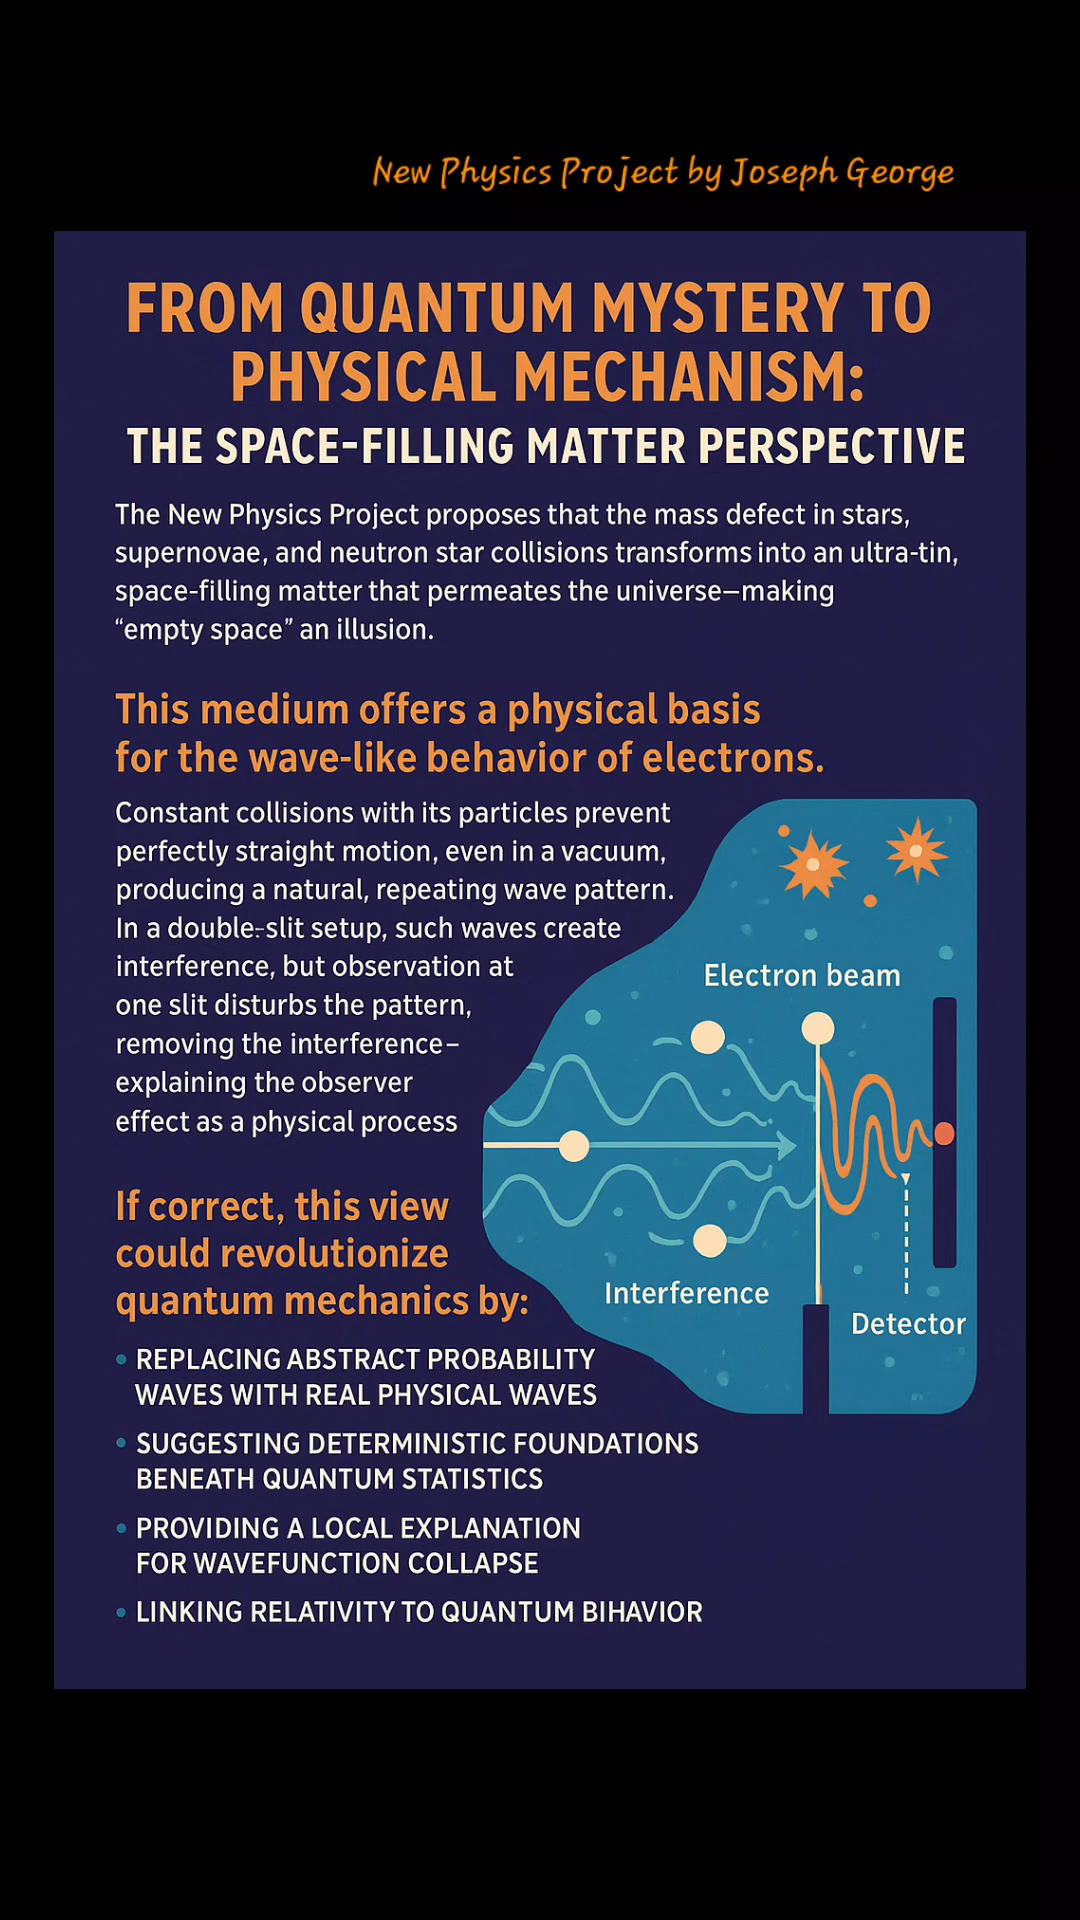 New Physics Project by Joseph George
FROM QUANTUM MYSTERY TO
PHYSICAL MECHANISM:
THE SPACE-FILLING MATTER PERSPECTIVE
The New Physics Project proposes that the mass defect in stars,
supernovae, and neutron star collisions transforms into an ultra-tin,
space-filling matter that permeates the universe—making
“empty space” an illusion.
This medium offers a physical basis
for the wave-like behavior of electrons.
Constant collisions with its particles prevent
perfectly straight motion, even in a vacuum,
producing a natural, repeating wave pattern.
In a double-slit setup, such waves create
interference, but observation at
one slit disturbs the pattern,
removing the interference–
explaining the observer
effect as a physical process
Electron beam
Interference
Detector
If correct, this view
could revolutionize
quantum mechanics by:
• REPLACING ABSTRACT PROBABILITY
WAVES WITH REAL PHYSICAL WAVES
• SUGGESTING DETERMINISTIC FOUNDATIONS
BENEATH QUANTUM STATISTICS
• PROVIDING A LOCAL EXPLANATION
FOR WAVEFUNCTION COLLAPSE
• LINKING RELATIVITY TO QUANTUM BIHAVIOR